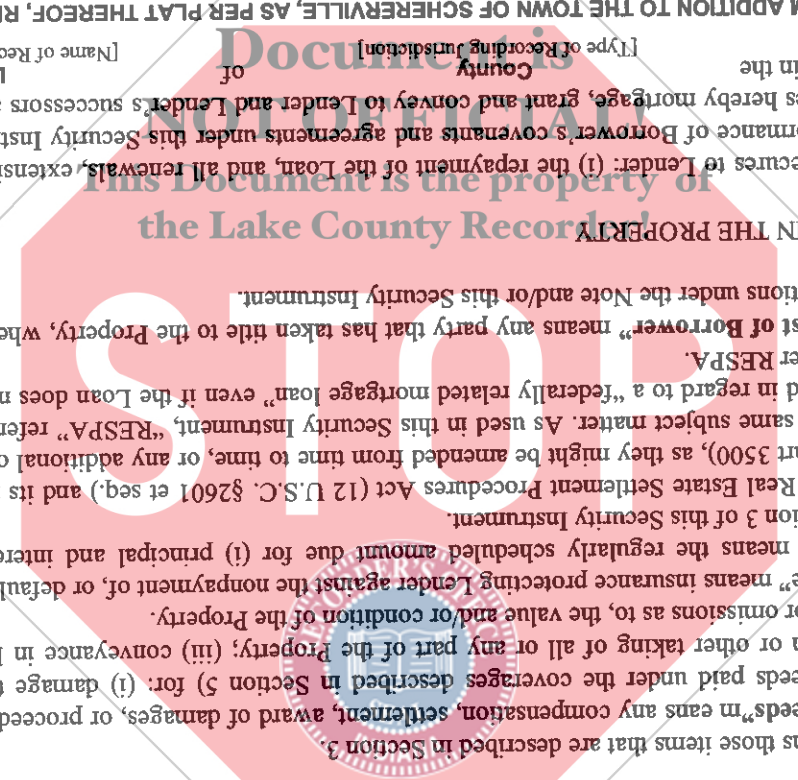 ns those items that are described in Section 3.
eeds" m eans any compensation, settlement, award of damages, or proceed
eeds paid under the coverages described in Section 5) for: (i) damage
n or other taking of all or any part of the Property; (iii) conveyance in
or omissions as to, the value and/or condition of the Property.
e" means insurance protecting Lender against the nonpayment of, or defaul
means the regularly scheduled amount due for (i) principal and inter
tion 3 of this Security Instrument.
Real Estate Settlement Procedures Act (12 U.S.C. §2601 et seq.) and its
art 3500), as they might be amended from time to time, or any additional o
same subject matter. As used in this Security Instrument, "RESPA" refer
d in regard to a "federally related mortgage loan" even if the Loan does n
er RESPA.
st of Borrower" means any party that has taken title to the Property, whe
tions under the Note and/or this Security Instrument.
N THE PROPERTY
ecures to Lender: (i) the repayment of the Loan, and all renewals, extensi
ormance of Borrower's covenants and agreements under this Security Inst
es hereby mortgage, grant and convey to Lender and Lender's successors
in the County of
[Type of Recording Jurisdiction] [Name of Rec
ADDITION TO THE TOWN OF SCHERERVILLE, AS PER PLAT THEREOF, R
Document is
NOT OFFICIAL!
This Document is the property of
the Lake County Recorder!
STOP